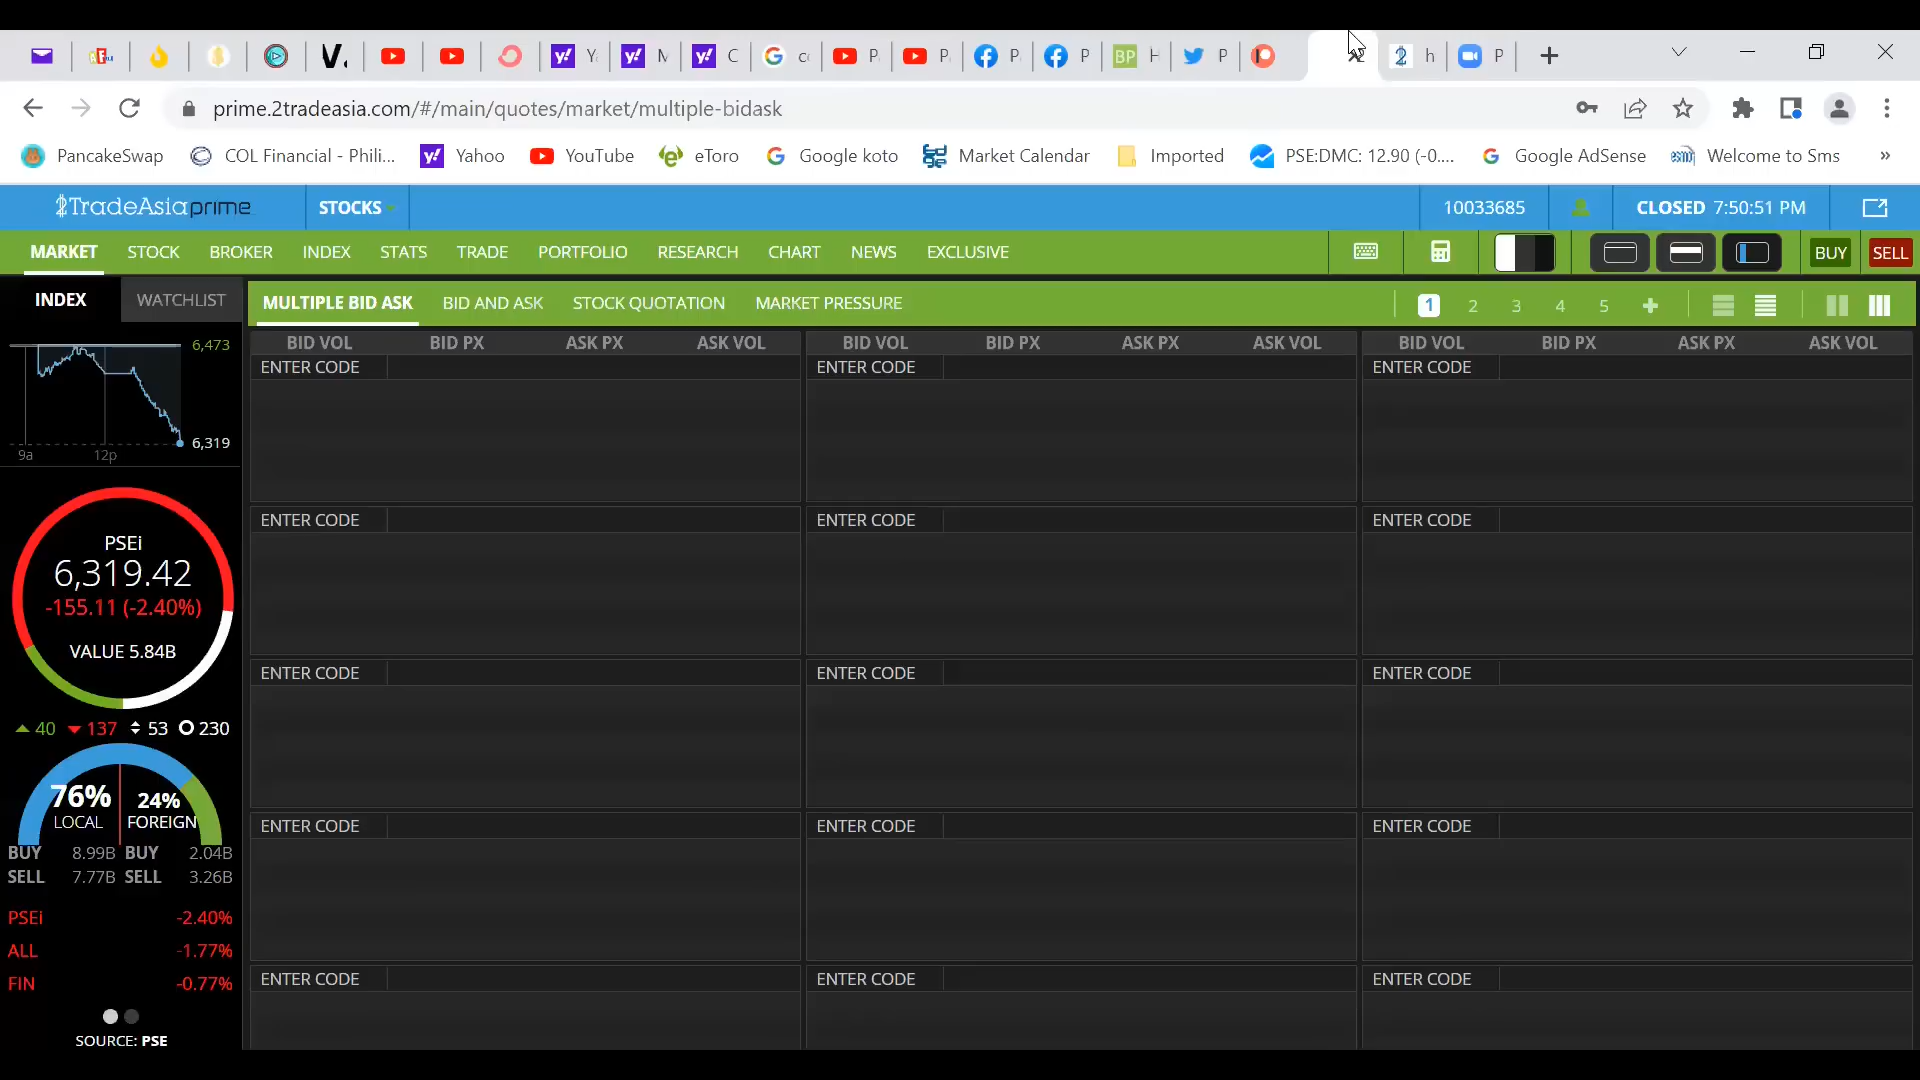 Y
M
C
G
P
P
P
P
BP H
P
h
P
prime.2tradeasia.com/#/main/quotes/market/multiple-bidask
PancakeSwap COL Financial - Phili... Yahoo YouTube eToro Google koto Market Calendar Imported PSE:DMC: 12.90 (-0.... Google AdSense Welcome to Sms »
2TradeAsiaprime STOCKS 10033685 CLOSED 7:50:51 PM
MARKET STOCK BROKER INDEX STATS TRADE PORTFOLIO RESEARCH CHART NEWS EXCLUSIVE BUY SELL
INDEX WATCHLIST MULTIPLE BID ASK BID AND ASK STOCK QUOTATION MARKET PRESSURE 1 2 3 4 5 +
BID VOL BID PX ASK PX ASK VOL BID VOL BID PX ASK PX ASK VOL BID VOL BID PX ASK PX ASK VOL
ENTER CODE ENTER CODE ENTER CODE
ENTER CODE ENTER CODE ENTER CODE
ENTER CODE ENTER CODE ENTER CODE
ENTER CODE ENTER CODE ENTER CODE
ENTER CODE ENTER CODE ENTER CODE
6,473
6,319
9a 12p
PSEi
6,319.42
-155.11 (-2.40%)
VALUE 5.84B
40 137 53 230
76% 24%
LOCAL FOREIGN
BUY 8.99B BUY 2.04B
SELL 7.77B SELL 3.26B
PSEi -2.40%
ALL -1.77%
FIN -0.77%
SOURCE: PSE